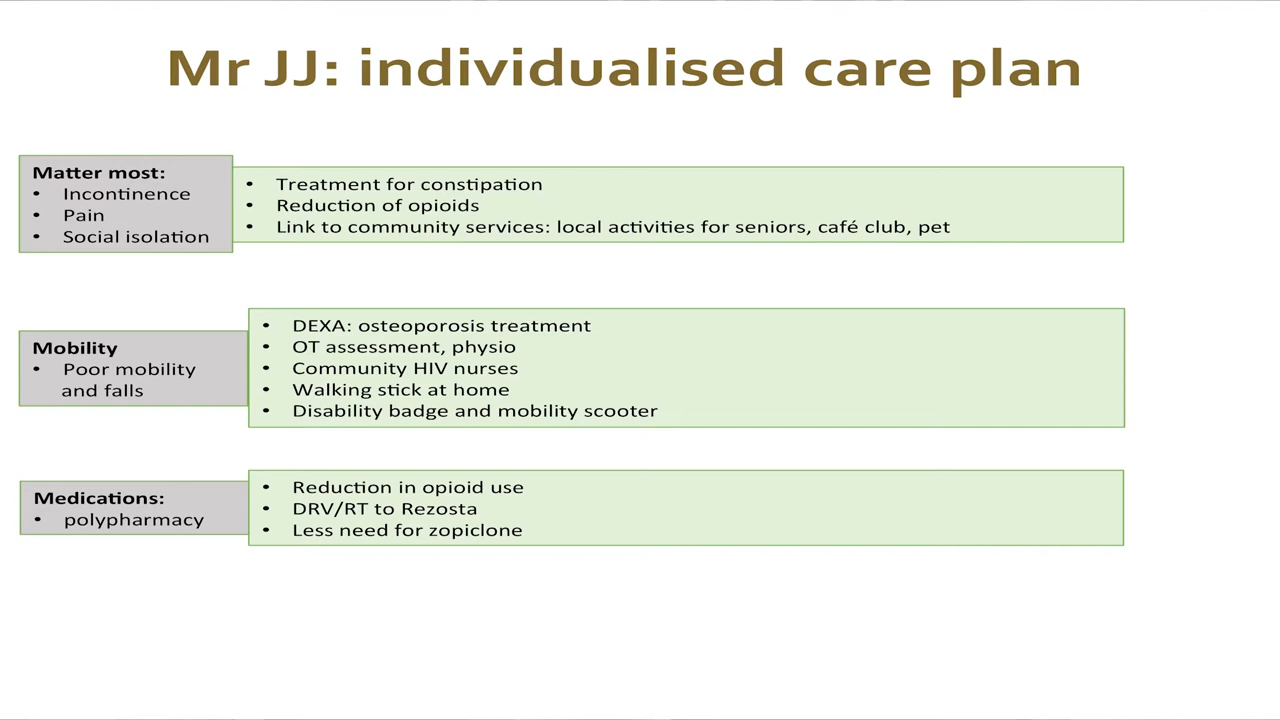 Mr JJ: individualised care plan
Matter most:
• Incontinence
• Pain
• Social isolation
• Treatment for constipation
• Reduction of opioids
• Link to community services: local activities for seniors, café club, pet
Mobility
• Poor mobility
and falls
• DEXA: osteoporosis treatment
• OT assessment, physio
• Community HIV nurses
• Walking stick at home
• Disability badge and mobility scooter
Medications:
• polypharmacy
• Reduction in opioid use
• DRV/RT to Rezosta
• Less need for zopiclone